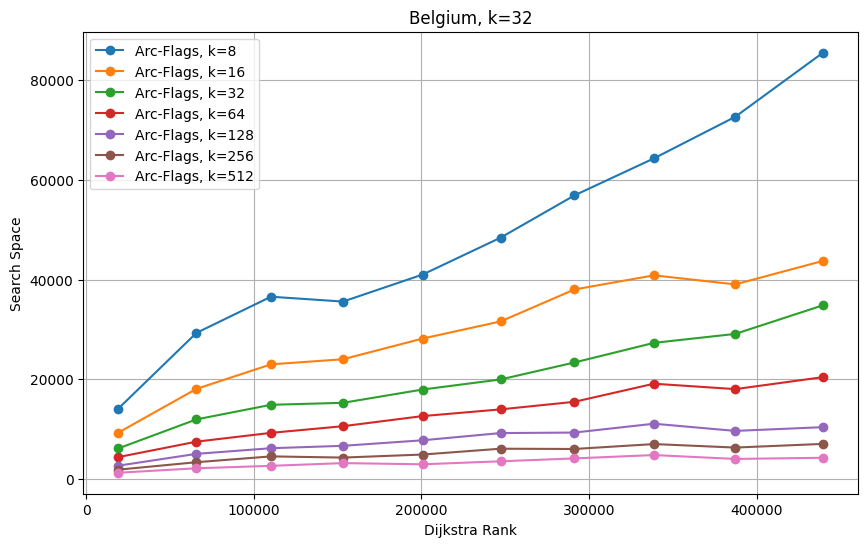 Belgium, k=32
Arc-Flags, k=8
Arc-Flags, k=16
Arc-Flags, k=32
Arc-Flags, k=64
Arc-Flags, k=128
Arc-Flags, k=256
Arc-Flags, k=512
80000
60000
40000
20000
0
Search Space
0 100000 200000 300000 400000
Dijkstra Rank